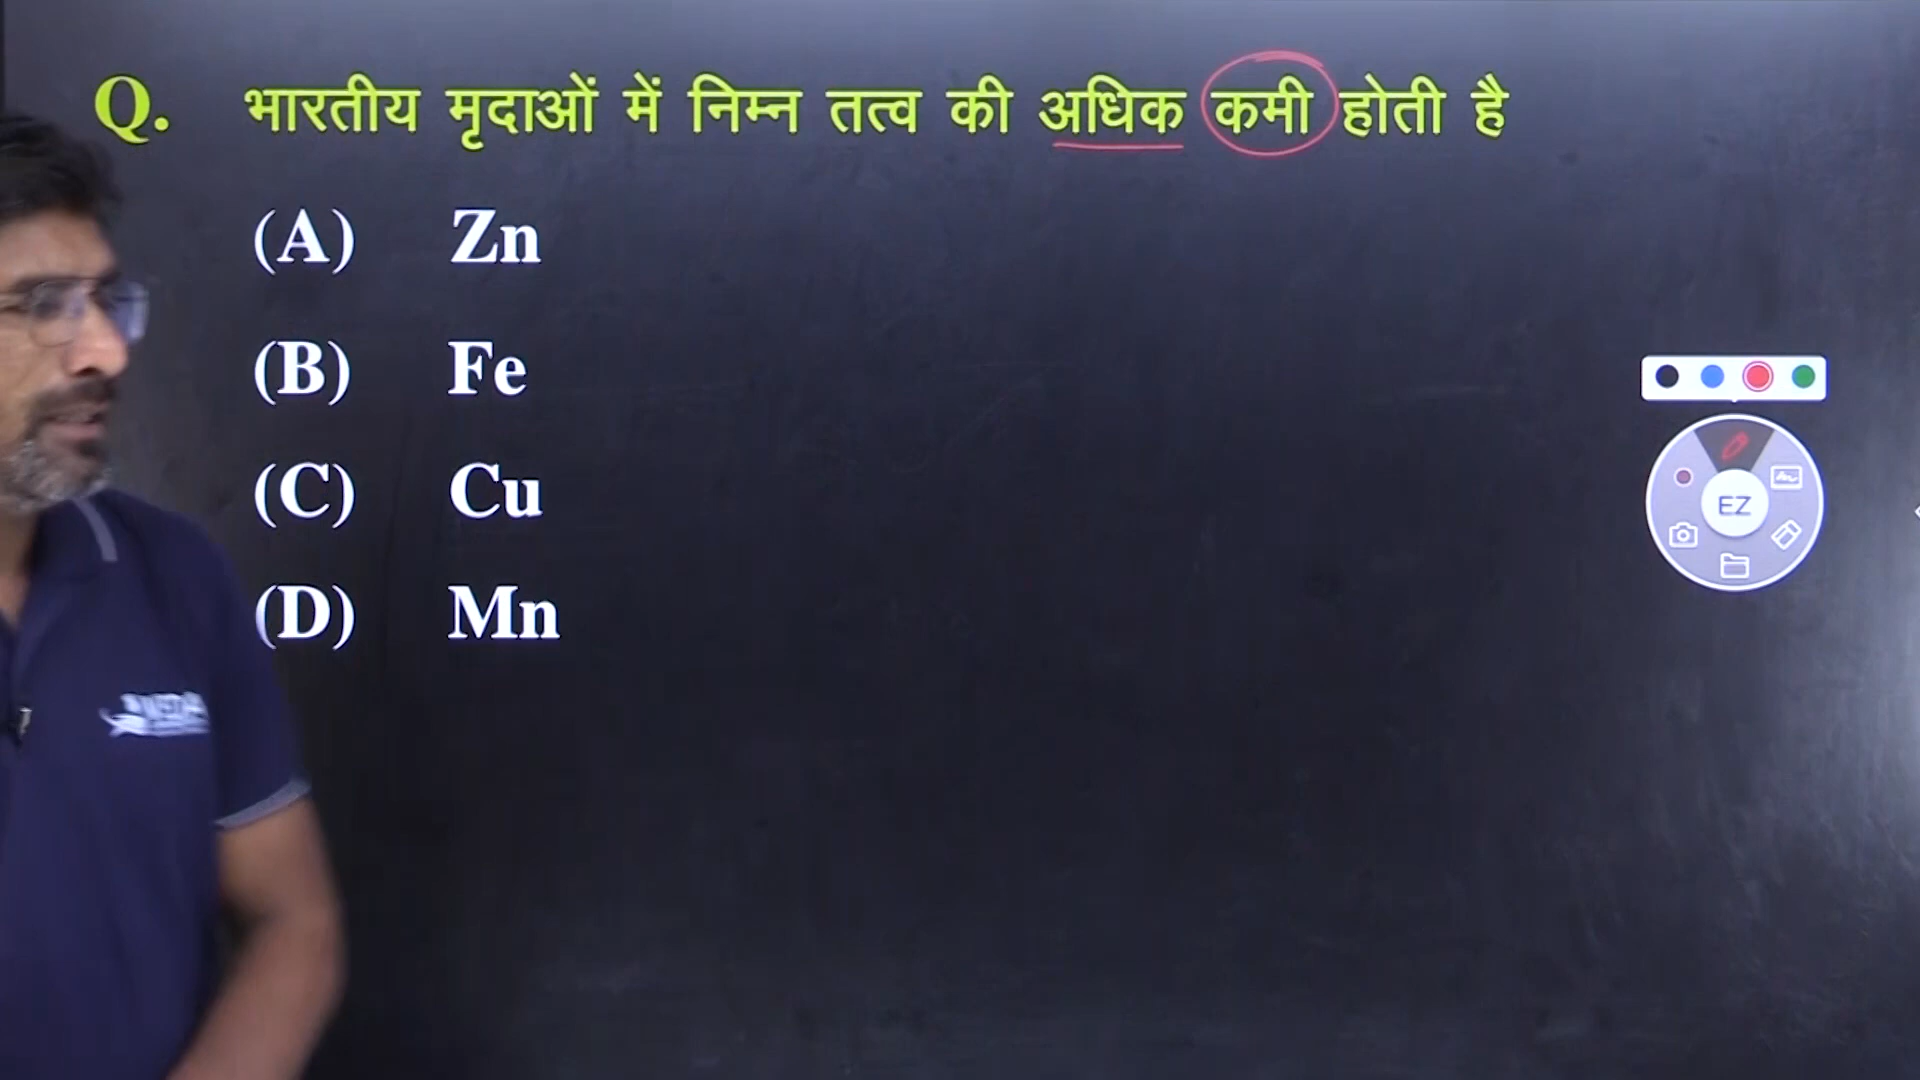 Q. भारतीय मृदाओं में निम्न तत्व की अधिक कमी होती है
(A) Zn
(B) Fe
(C) Cu
(D) Mn
EZ